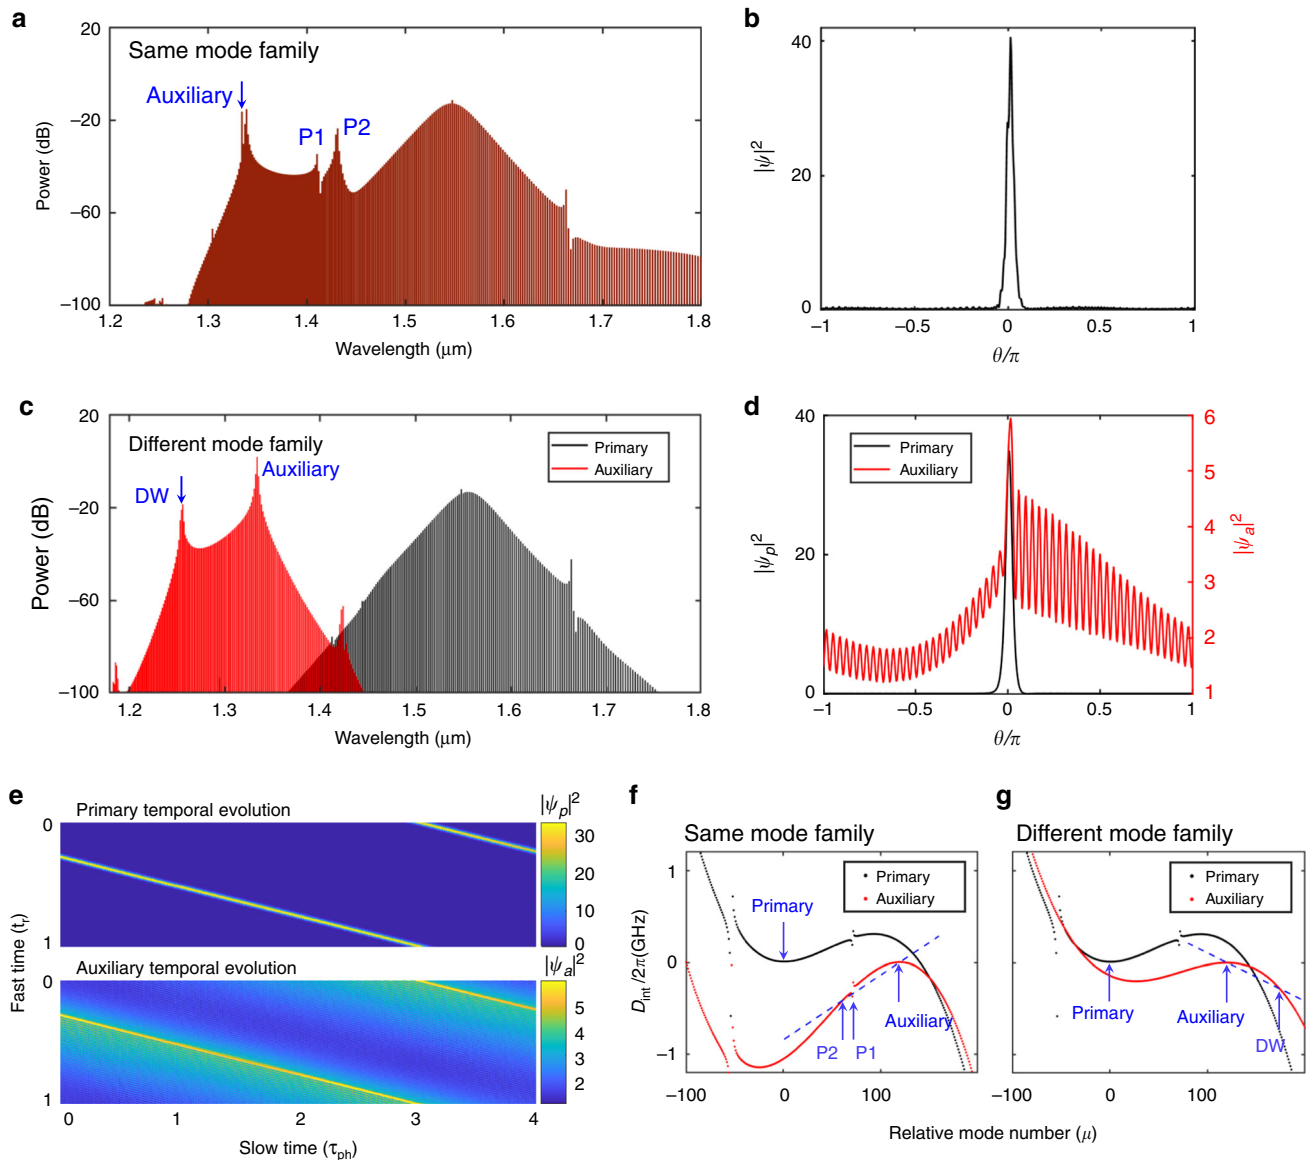 a
20
Same mode family
Auxiliary
P1
P2
−20
−60
−100
Power (dB)
1.2
1.3
1.4
1.5
1.6
1.7
1.8
Wavelength (μm)
b
40
20
0
|ψ|²
−1
−0.5
0
0.5
1
θ/π
c
20
Different mode family
DW
Auxiliary
Primary
Auxiliary
−20
−60
−100
Power (dB)
1.2
1.3
1.4
1.5
1.6
1.7
1.8
Wavelength (μm)
d
40
20
0
|ψp|²
Primary
Auxiliary
6
5
4
3
2
1
|ψa|²
−1
−0.5
0
0.5
1
θ/π
e
Primary temporal evolution
|ψp|²
0
1
30
20
10
0
Auxiliary temporal evolution
|ψa|²
0
1
5
4
3
2
Fast time (tr)
0
1
2
3
4
Slow time (τph)
f
Same mode family
Primary
Auxiliary
Primary
Auxiliary
P2
P1
1
0
−1
Dint/2π(GHz)
−100
0
100
g
Different mode family
Primary
Auxiliary
Primary
Auxiliary
DW
−100
0
100
Relative mode number (μ)